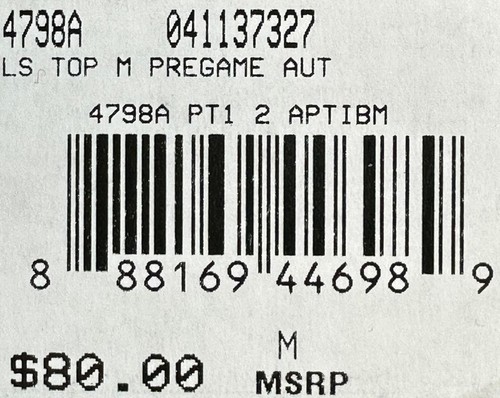 4798A 041137327
LS TOP M PREGAME AUT
4798A PT1 2 APTIBM
8 88169 44698 9
M
$80.00 MSRP